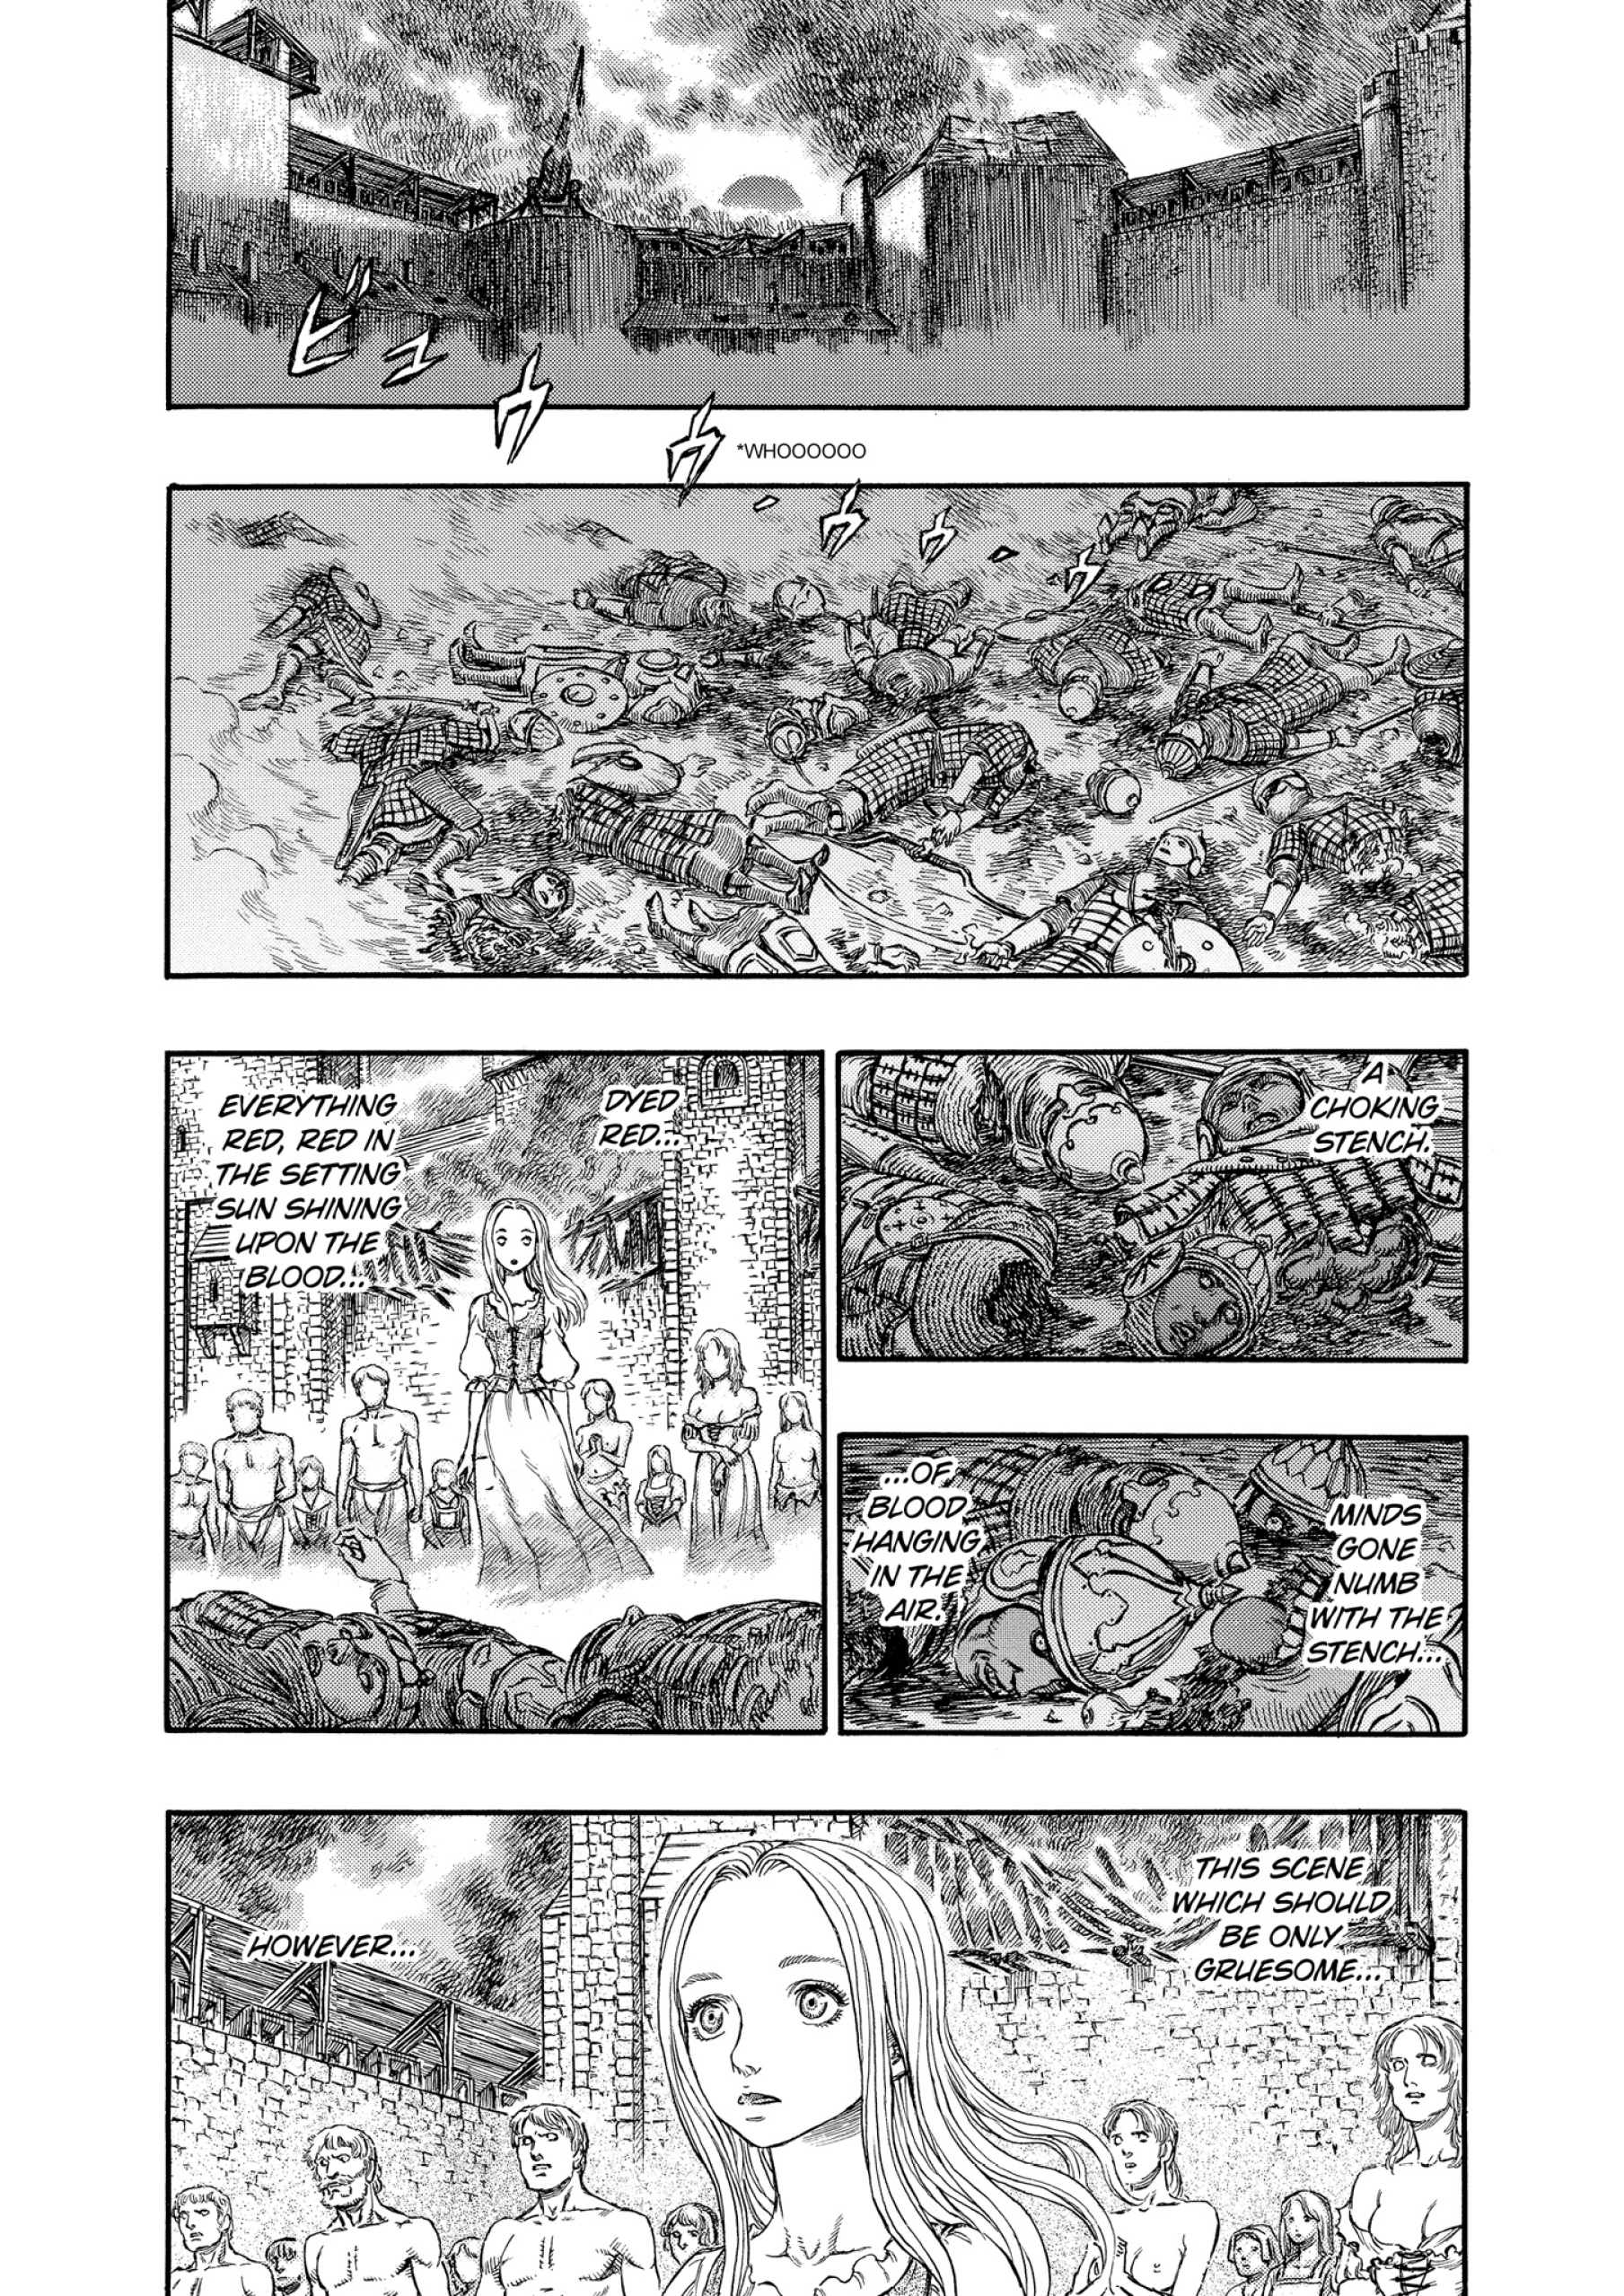 ビュウウウウウ
*WHOOOOOO
A
CHOKING
STENCH.
MINDS
GONE
NUMB
WITH THE
STENCH...
...OF
BLOOD
HANGING
IN THE
AIR.
DYED
RED...
EVERYTHING
RED, RED IN
THE SETTING
SUN SHINING
UPON THE
BLOOD...
THIS SCENE
WHICH SHOULD
BE ONLY
GRUESOME...
HOWEVER...